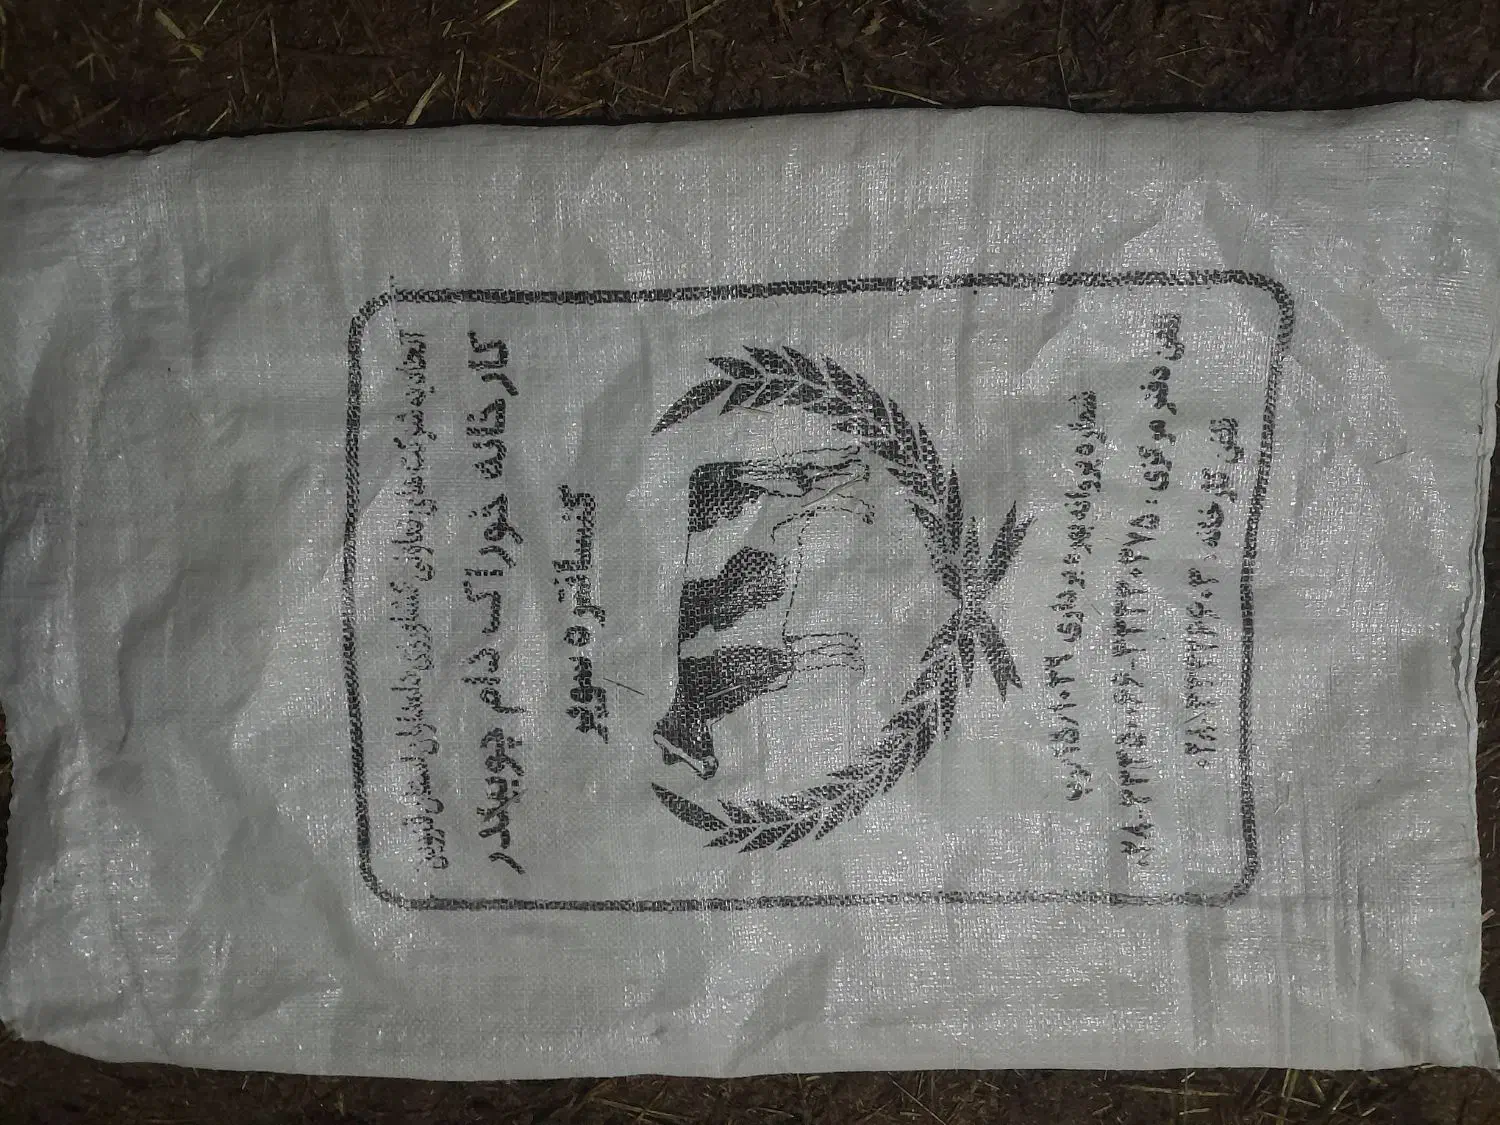 اتحادیه شرکت های تعاونی کشاورزی دامداران استان قزوین
کارخانه خوراک دام چوبیندر
کنسانتره سوپر
شماره پروانه بهره برداری
تلفن دفتر مرکزی:
تلفن کارخانه: